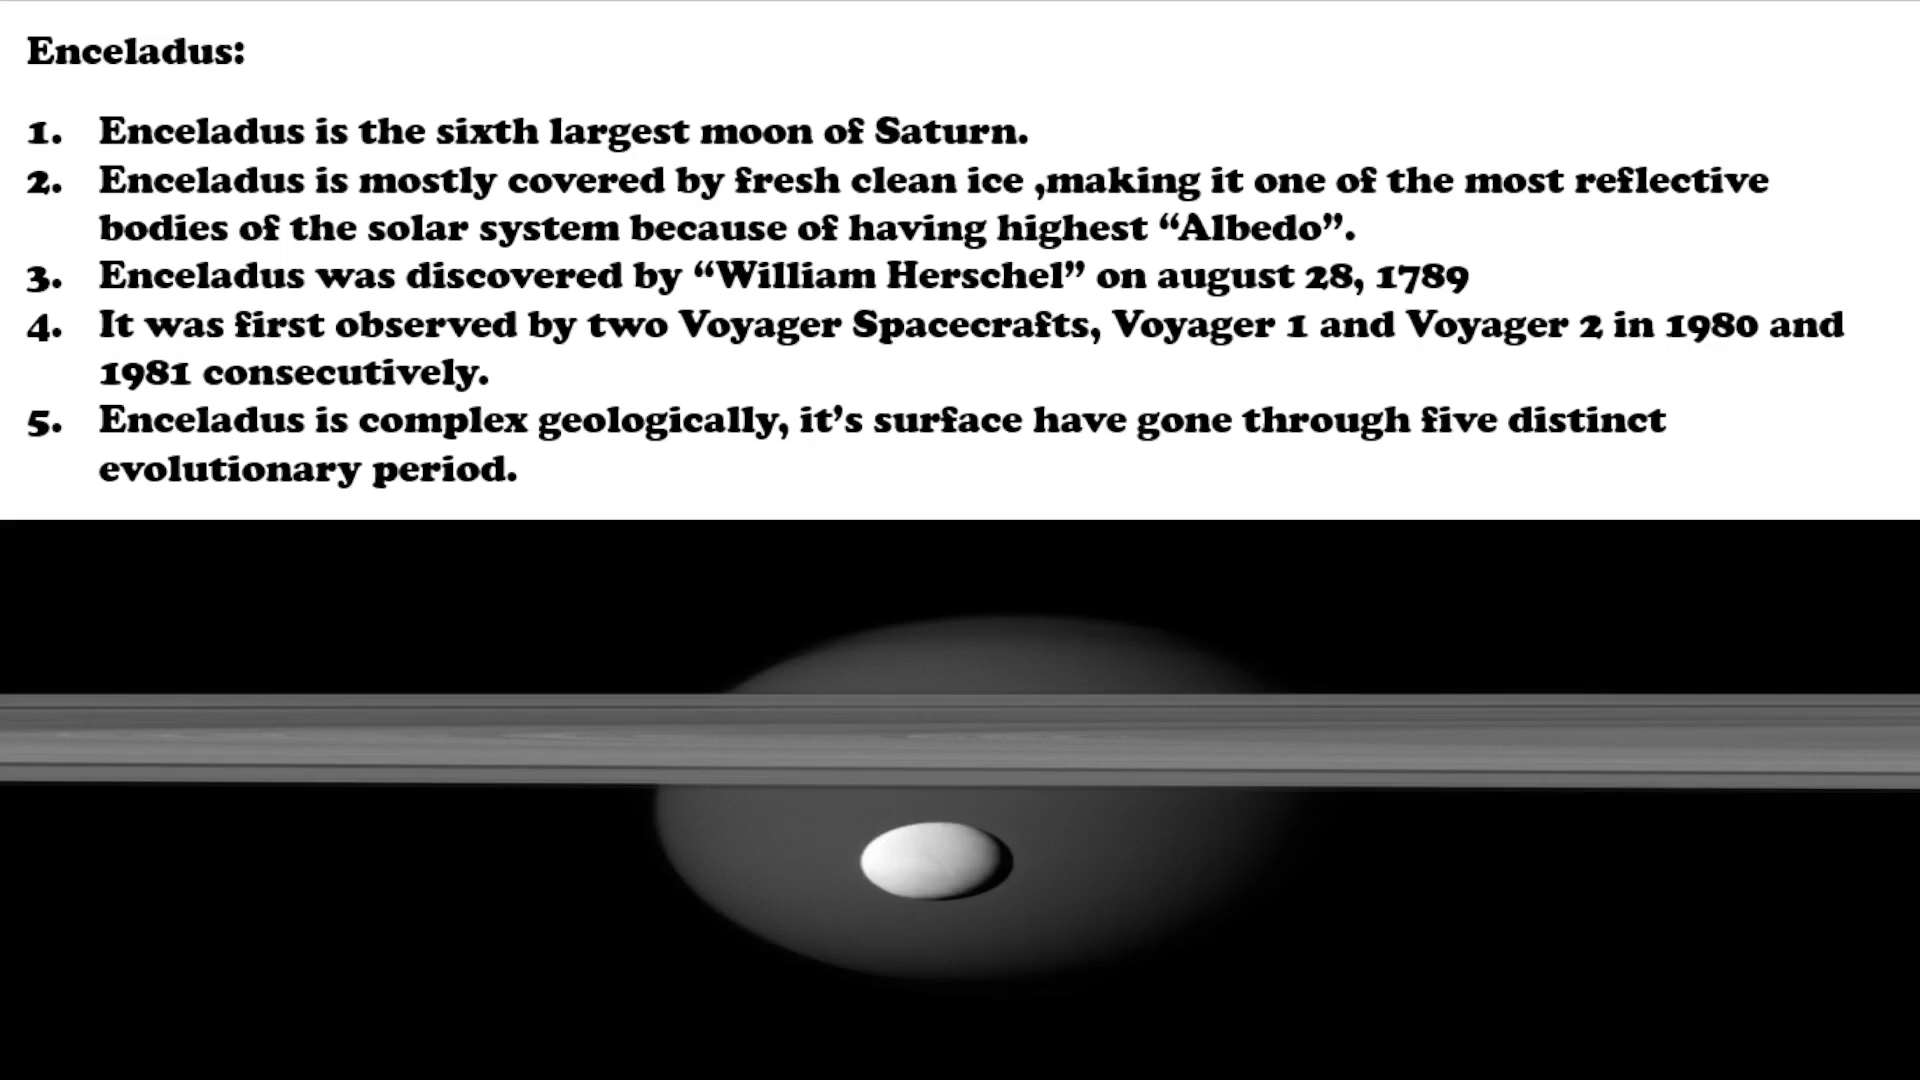 Enceladus:
1. Enceladus is the sixth largest moon of Saturn.
2. Enceladus is mostly covered by fresh clean ice ,making it one of the most reflective
bodies of the solar system because of having highest “Albedo”.
3. Enceladus was discovered by “William Herschel” on august 28, 1789
4. It was first observed by two Voyager Spacecrafts, Voyager 1 and Voyager 2 in 1980 and
1981 consecutively.
5. Enceladus is complex geologically, it’s surface have gone through five distinct
evolutionary period.